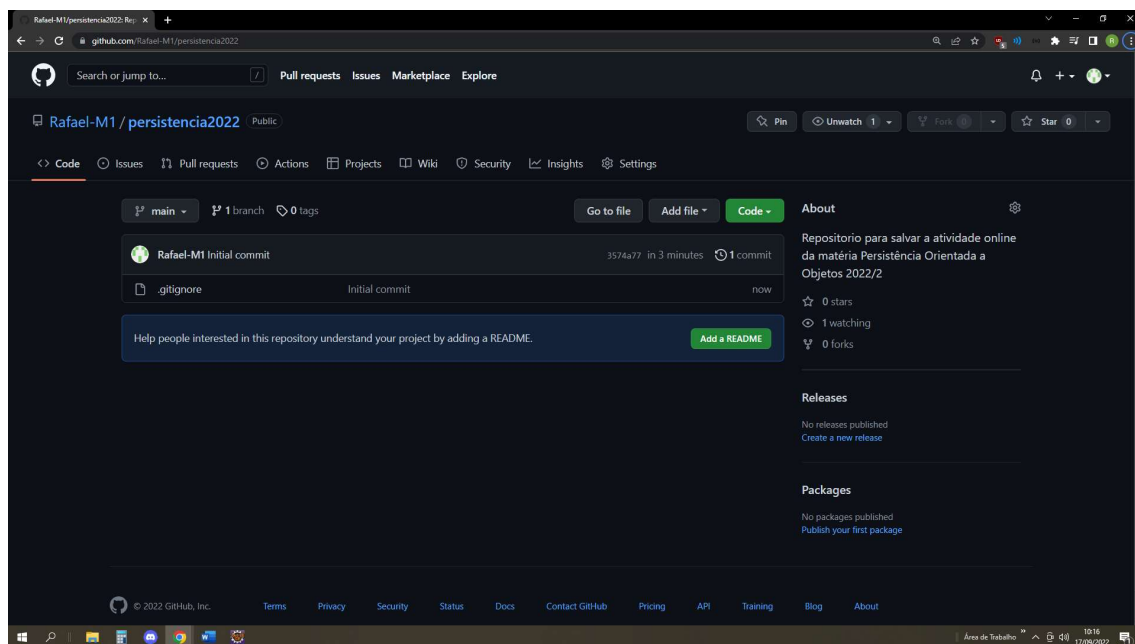 Rafael-M1/persistencia2022: Rep
github.com/Rafael-M1/persistencia2022
Search or jump to... / Pull requests Issues Marketplace Explore
Rafael-M1 / persistencia2022 Public Pin Unwatch 1 Fork 0 Star 0
Code Issues Pull requests Actions Projects Wiki Security Insights Settings
main 1 branch 0 tags Go to file Add file Code
About
Repositorio para salvar a atividade online
da matéria Persistência Orientada a
Objetos 2022/2
0 stars
1 watching
0 forks
Rafael-M1 Initial commit 3574a77 in 3 minutes 1 commit
.gitignore Initial commit now
Help people interested in this repository understand your project by adding a README. Add a README
Releases
No releases published
Create a new release
Packages
No packages published
Publish your first package
© 2022 GitHub, Inc. Terms Privacy Security Status Docs Contact GitHub Pricing API Training Blog About
Área de Trabalho 10:16
17/09/2022